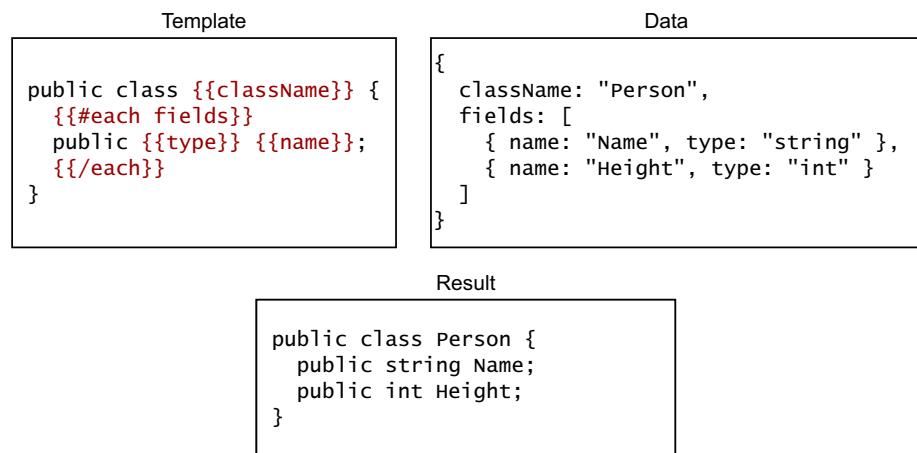 Template
public class {{className}} {
{{#each fields}}
public {{type}} {{name}};
{{/each}}
}
Data
{
className: "Person",
fields: [
{ name: "Name", type: "string" },
{ name: "Height", type: "int" }
]
}
Result
public class Person {
public string Name;
public int Height;
}